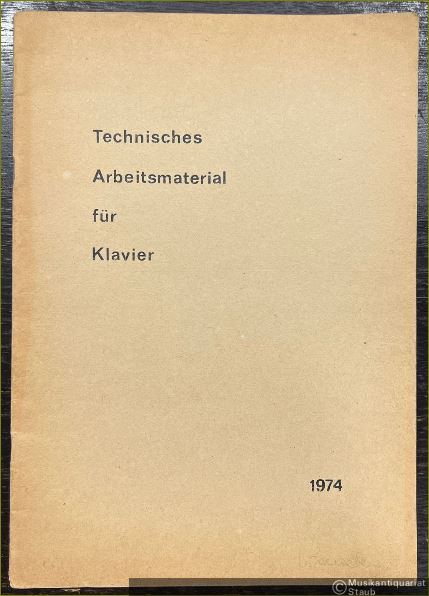 Technisches
Arbeitsmaterial
für
Klavier
1974
©Musikantiquariat
Staub